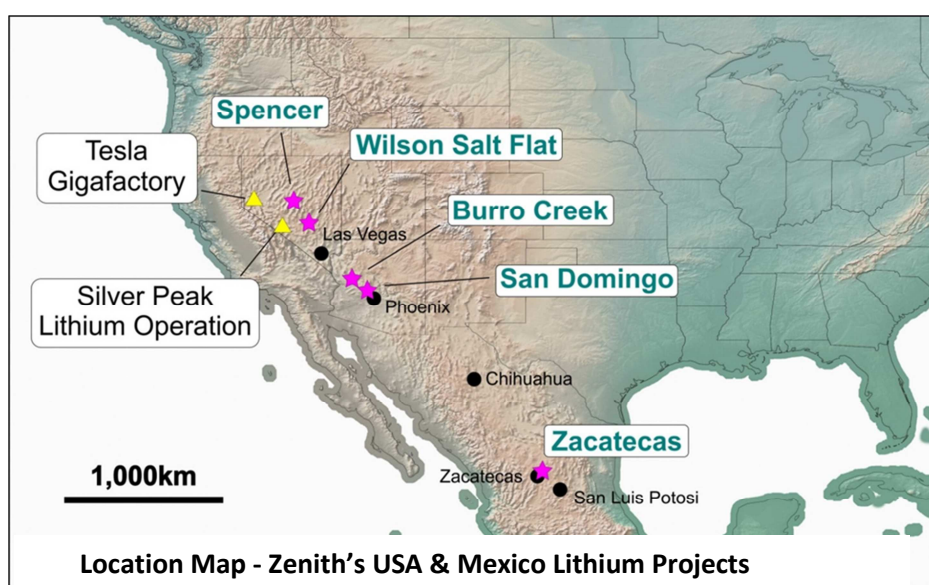 Spencer
Tesla
Gigafactory
Wilson Salt Flat
Burro Creek
Las Vegas
San Domingo
Silver Peak
Lithium Operation
Phoenix
Chihuahua
Zacatecas
1,000km
Zacatecas
San Luis Potosi
Location Map - Zenith’s USA & Mexico Lithium Projects